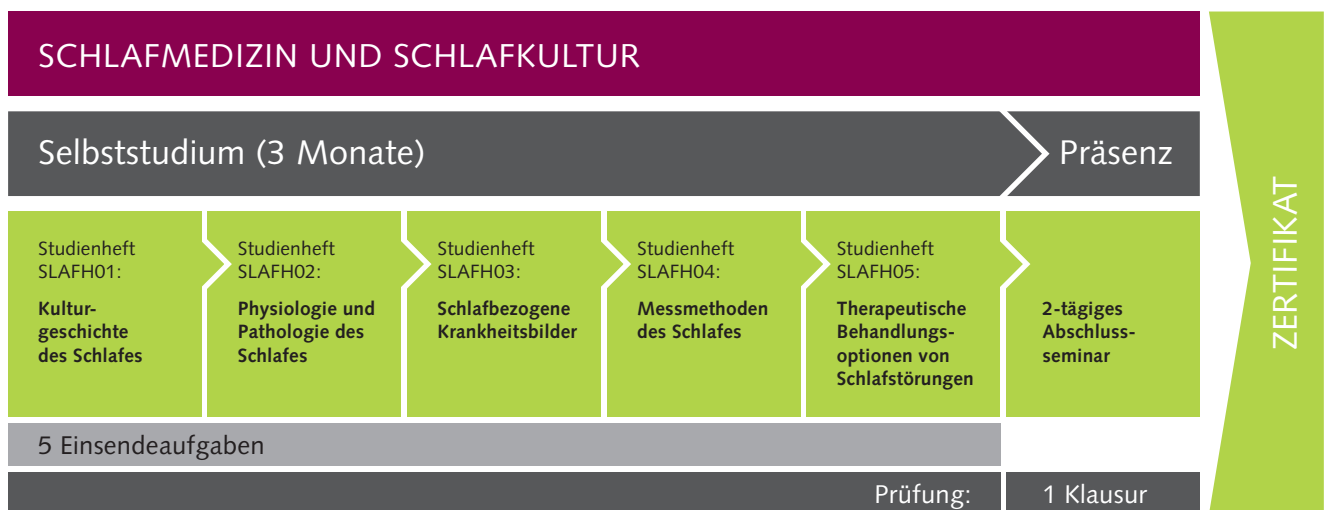 SCHLAFMEDIZIN UND SCHLAFKULTUR
Selbststudium (3 Monate)
Präsenz
Studienheft
SLAFH01:
Kultur-
geschichte
des Schlafes
Studienheft
SLAFH02:
Physiologie und
Pathologie des
Schlafes
Studienheft
SLAFH03:
Schlafbezogene
Krankheitsbilder
Studienheft
SLAFH04:
Messmethoden
des Schlafes
Studienheft
SLAFH05:
Therapeutische
Behandlungs-
optionen von
Schlafstörungen
2-tägiges
Abschluss-
seminar
5 Einsendeaufgaben
Prüfung:
1 Klausur
ZERTIFIKAT